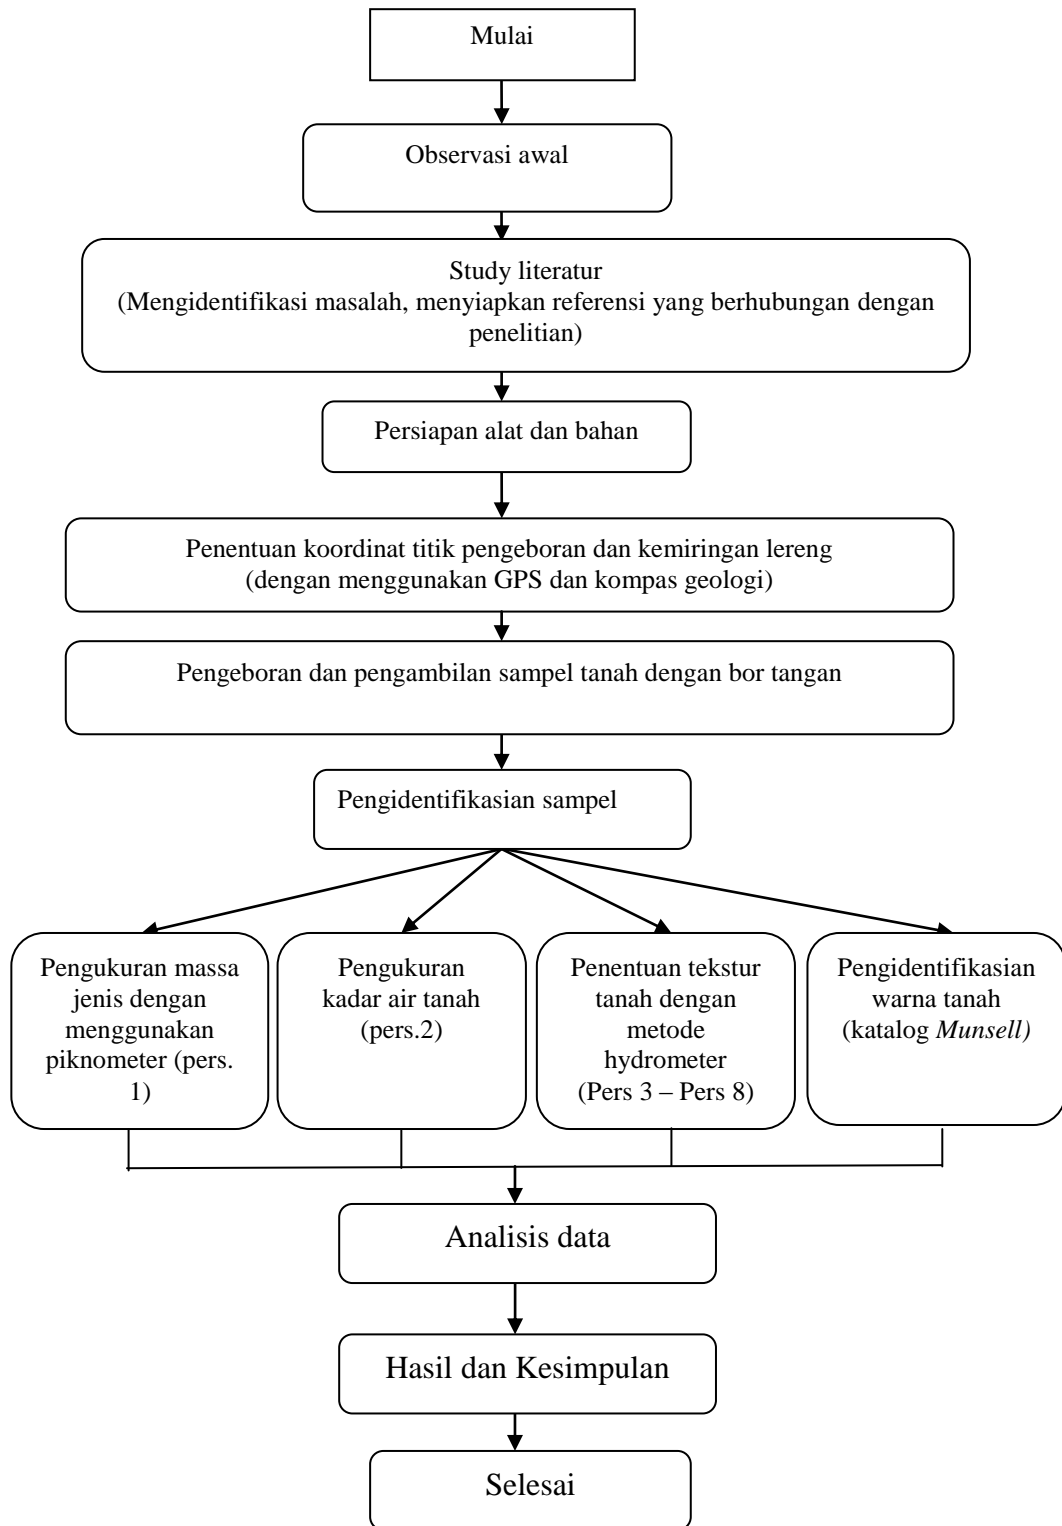 Mulai
Observasi awal
Study literatur
(Mengidentifikasi masalah, menyiapkan referensi yang berhubungan dengan
penelitian)
Persiapan alat dan bahan
Penentuan koordinat titik pengeboran dan kemiringan lereng
(dengan menggunakan GPS dan kompas geologi)
Pengeboran dan pengambilan sampel tanah dengan bor tangan
Pengidentifikasian sampel
Pengukuran massa
jenis dengan
menggunakan
piknometer (pers.
1)
Pengukuran
kadar air tanah
(pers.2)
Penentuan tekstur
tanah dengan
metode
hydrometer
(Pers 3 – Pers 8)
Pengidentifikasian
warna tanah
(katalog Munsell)
Analisis data
Hasil dan Kesimpulan
Selesai